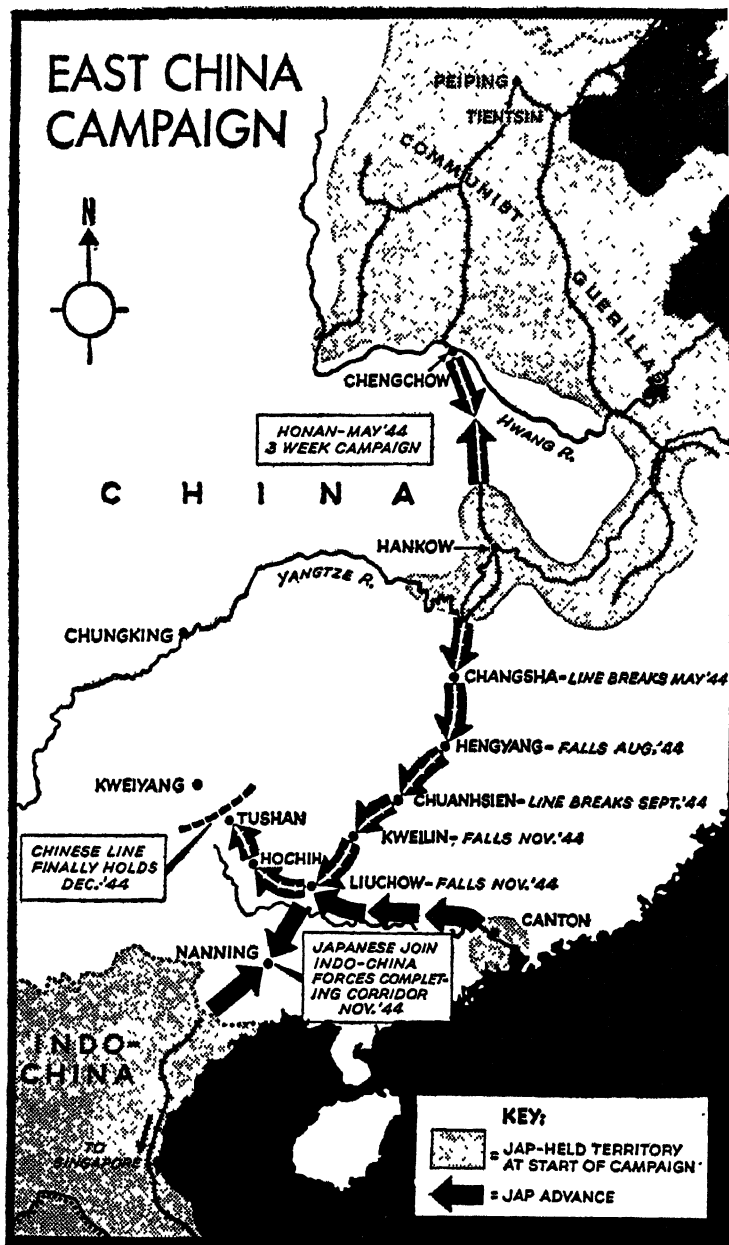 EAST CHINA
CAMPAIGN
N
PEIPING
TIENTSIN
COMMUNIST
GUERILLA
CHENGCHOW
HWANG R.
HONAN-MAY '44
3 WEEK CAMPAIGN
CHINA
HANKOW
YANGTZE R.
CHUNGKING
CHANGSHA-LINE BREAKS MAY '44
HENGYANG-FALLS AUG.'44
KWEIYANG
CHUANHSIEN-LINE BREAKS SEPT.'44
TUSHAN
KWEILIN-FALLS NOV.'44
CHINESE LINE
FINALLY HOLDS
DEC.-'44
HOCHIH
LIUCHOW-FALLS NOV.'44
CANTON
NANNING
JAPANESE JOIN
INDO-CHINA
FORCES COMPLET-
ING CORRIDOR
NOV.'44
INDO-
CHINA
TO
SINGAPORE
KEY:
= JAP-HELD TERRITORY
AT START OF CAMPAIGN
= JAP ADVANCE